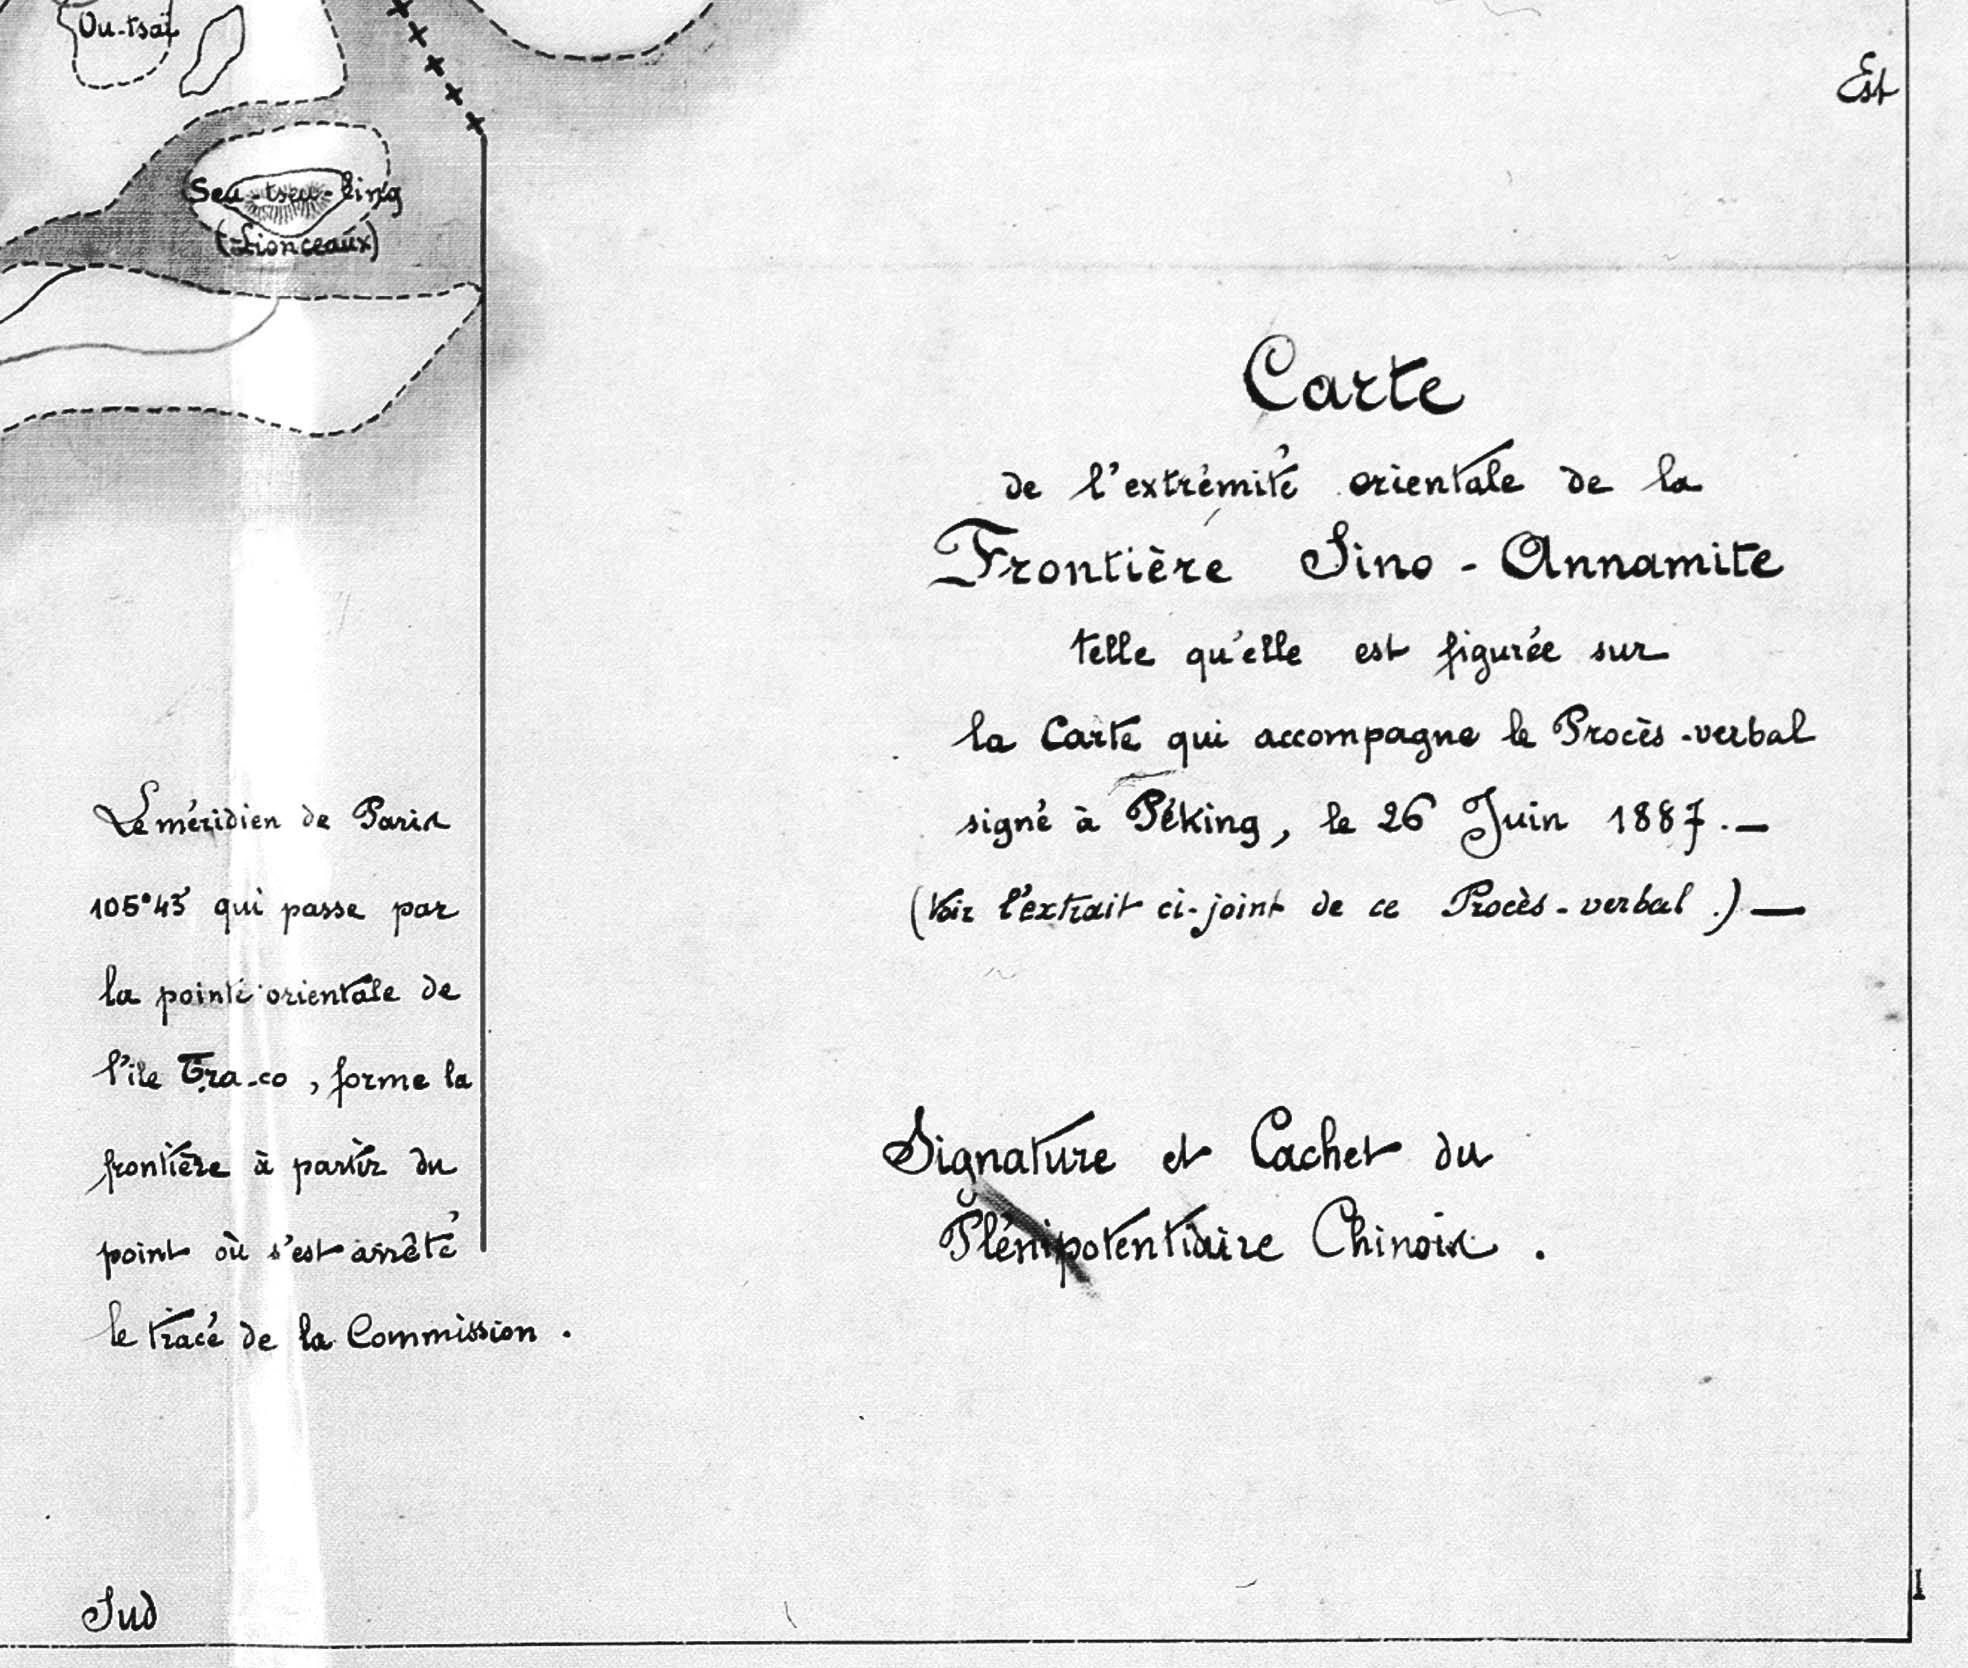 Ou-tsaï
Est
Seu-tseu-ling
(Lionceaux)
Carte
de l'extrémité orientale de la
Frontière Sino-Annamite
telle qu'elle est figurée sur
la Carte qui accompagne le Procès-verbal
signé à Péking, le 26 Juin 1887.—
(Voir l'extrait ci-joint de ce Procès-verbal.)—
Le méridien de Paris
105°43' qui passe par
la pointe orientale de
l'île Tra-co, forme la
frontière à partir du
point où s'est arrêté
le tracé de la Commission.
Signature et Cachet du
Plénipotentiaire Chinois.
Sud